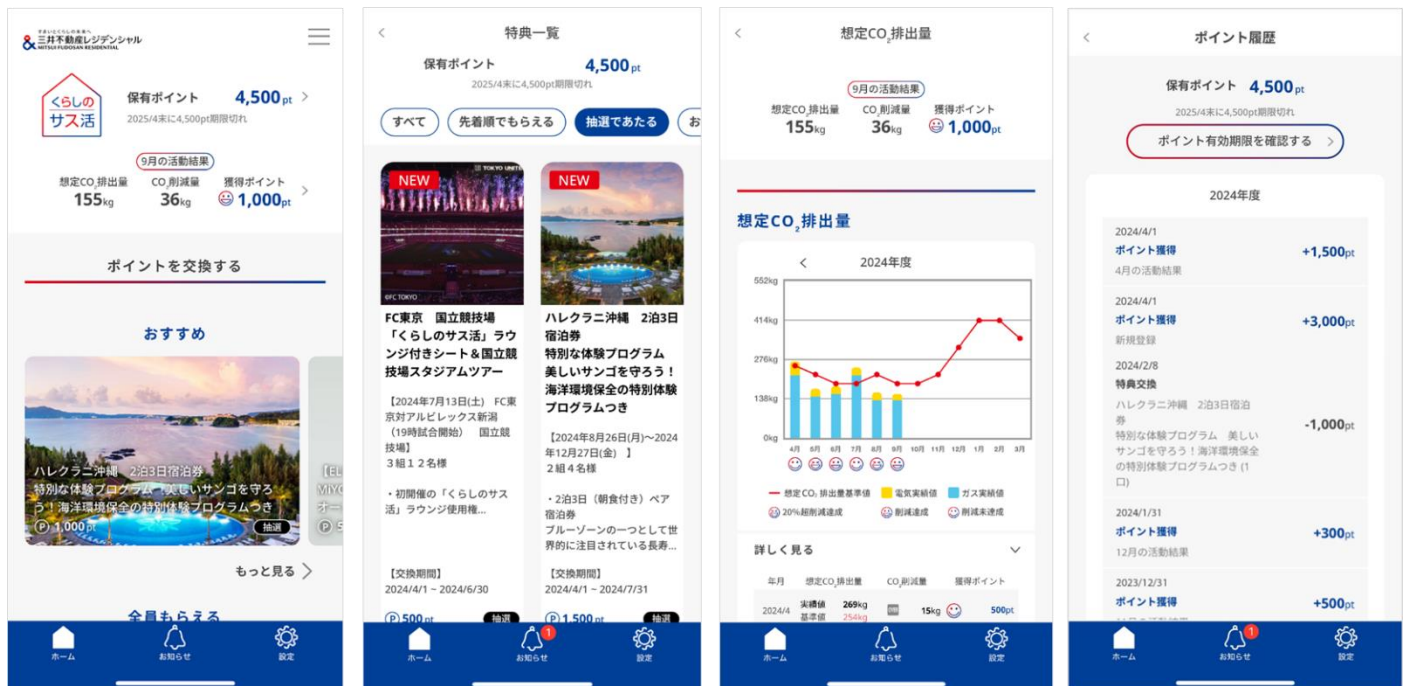 すまいとくらしの未来へ
三井不動産レジデンシャル
MITSUI FUDOSAN RESIDENTIAL
くらしの
サス活
保有ポイント 4,500pt
2025/4末に4,500pt期限切れ
9月の活動結果
想定CO₂排出量 CO₂削減量 獲得ポイント
155kg 36kg 1,000pt
ポイントを交換する
おすすめ
ハレクラニ沖縄 2泊3日宿泊券
特別な体験プログラム 美しいサンゴを守ろ
う！海洋環境保全の特別体験プログラムつき
P 1,000pt 抽選
もっと見る
全員もらえる
ホーム お知らせ 設定
特典一覧
保有ポイント 4,500pt
2025/4末に4,500pt期限切れ
すべて 先着順でもらえる 抽選であたる お
NEW
©FC TOKYO
FC東京 国立競技場
「くらしのサス活」ラウ
ンジ付きシート＆国立競
技場スタジアムツアー
【2024年7月13日(土) FC東
京対アルビレックス新潟
（19時試合開始） 国立競
技場】
3組１２名様
・初開催の「くらしのサス
活」ラウンジ使用権...
【交換期間】
2024/4/1 ~ 2024/6/30
P 500pt 抽選
NEW
ハレクラニ沖縄 2泊3日
宿泊券
特別な体験プログラム
美しいサンゴを守ろう！
海洋環境保全の特別体験
プログラムつき
【2024年8月26日(月)〜2024
年12月27日(金) 】
２組４名様
・2泊3日（朝食付き）ペア
宿泊券
ブルーゾーンの一つとして世
界的に注目されている長寿...
【交換期間】
2024/4/1 ~ 2024/7/31
P 1,500pt 抽選
ホーム お知らせ 1 設定
想定CO₂排出量
9月の活動結果
想定CO₂排出量 CO₂削減量 獲得ポイント
155kg 36kg 1,000pt
想定CO₂排出量
2024年度
552kg
414kg
276kg
138kg
0kg
4月 5月 6月 7月 8月 9月 10月 11月 12月 1月 2月 3月
想定CO₂排出量基準値 電気実績値 ガス実績値
20%超削減達成 削減達成 削減未達成
詳しく見る
年月 想定CO₂排出量 CO₂削減量 獲得ポイント
2024/4 実績値 269kg 15kg 500pt
基準値 254kg
ホーム お知らせ 設定
ポイント履歴
保有ポイント 4,500pt
2025/4末に4,500pt期限切れ
ポイント有効期限を確認する
2024年度
2024/4/1
ポイント獲得 +1,500pt
4月の活動結果
2024/4/1
ポイント獲得 +3,000pt
新規登録
2024/2/8
特典交換
ハレクラニ沖縄 2泊3日宿泊
券
特別な体験プログラム 美しい
サンゴを守ろう！海洋環境保全
の特別体験プログラムつき (1
口)
-1,000pt
2024/1/31
ポイント獲得 +300pt
12月の活動結果
2023/12/31
ポイント獲得 +500pt
ホーム お知らせ 1 設定